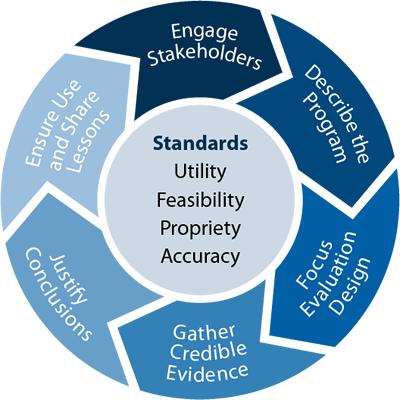 Engage
Stakeholders
Describe the
Program
Focus
Evaluation
Design
Gather
Credible
Evidence
Justify
Conclusions
Ensure Use
and Share
Lessons
Standards
Utility
Feasibility
Propriety
Accuracy